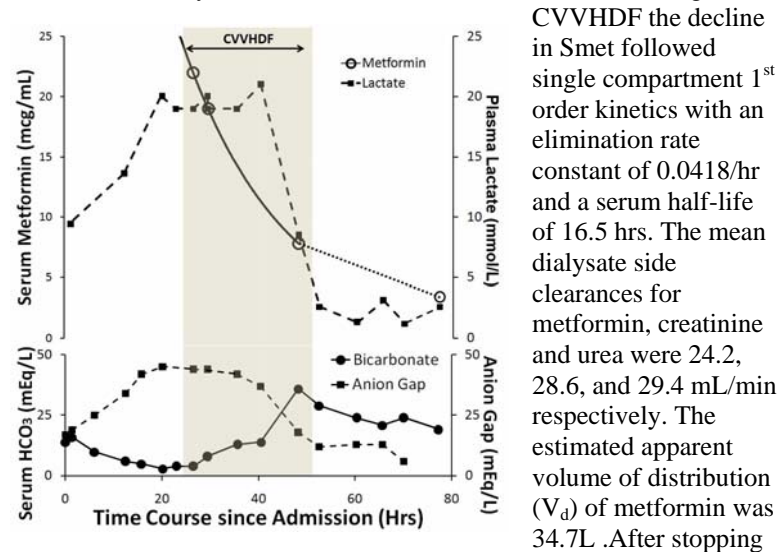 CVVHDF
25
20
15
10
5
0
Serum Metformin (mcg/mL)
Metformin
Lactate
25
20
15
10
5
0
Plasma Lactate (mmol/L)
50
25
0
Serum HCO3 (mEq/L)
Bicarbonate
Anion Gap
50
25
0
Anion Gap (mEq/L)
0
20
40
60
80
Time Course since Admission (Hrs)
CVVHDF the decline
in Smet followed
single compartment 1st
order kinetics with an
elimination rate
constant of 0.0418/hr
and a serum half-life
of 16.5 hrs. The mean
dialysate side
clearances for
metformin, creatinine
and urea were 24.2,
28.6, and 29.4 mL/min
respectively. The
estimated apparent
volume of distribution
(Vd) of metformin was
34.7L .After stopping